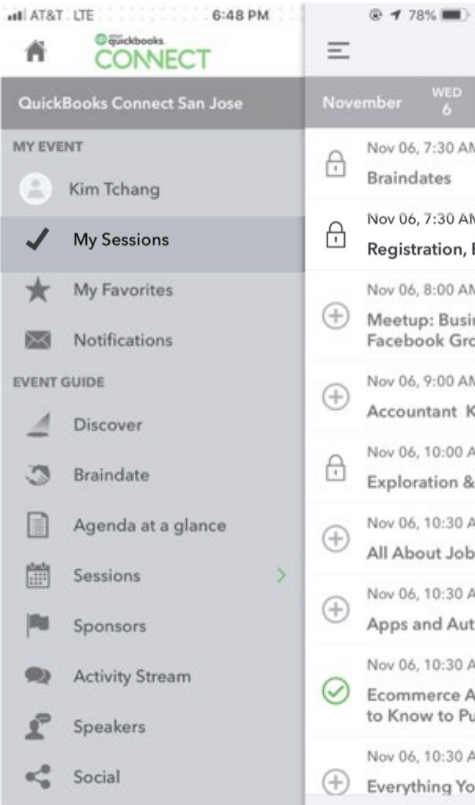 AT&T LTE 6:48 PM 78%
quickbooks.
CONNECT
QuickBooks Connect San Jose
MY EVENT
Kim Tchang
My Sessions
My Favorites
Notifications
EVENT GUIDE
Discover
Braindate
Agenda at a glance
Sessions
Sponsors
Activity Stream
Speakers
Social
November WED
6
Nov 06, 7:30 AM
Braindates
Nov 06, 7:30 AM
Registration,
Nov 06, 8:00 AM
Meetup:
Facebook
Nov 06, 9:00 AM
Accountant
Nov 06, 10:00 A
Exploration &
Nov 06, 10:30 A
All About Job
Nov 06, 10:30 A
Apps and Aut
Nov 06, 10:30 A
Ecommerce A
to Know to Pu
Nov 06, 10:30 A
Everything Yo